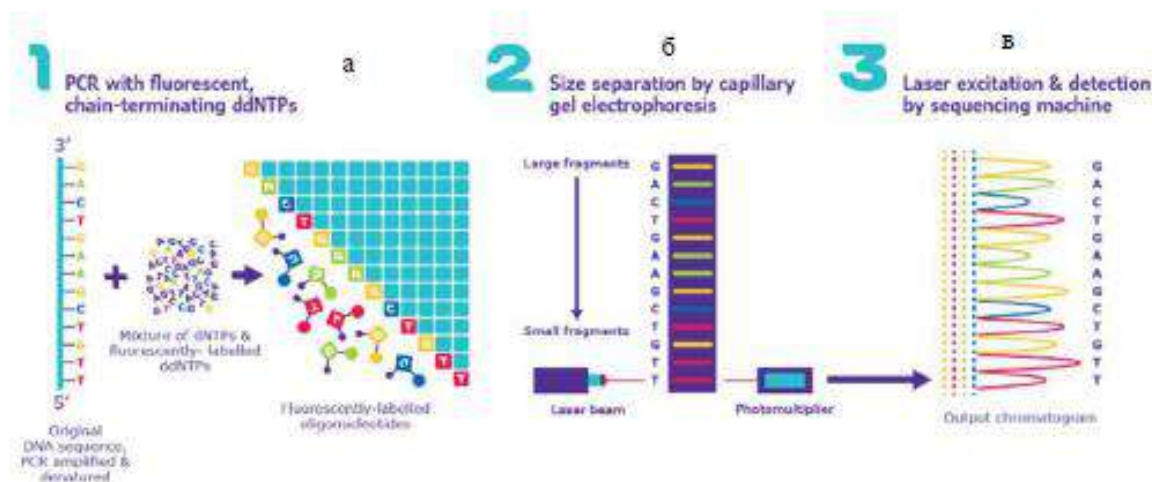 1 PCR with fluorescent,
chain-terminating ddNTPs
а
3'
G
A
C
T
G
A
A
G
C
T
G
T
T
5'
Original
DNA sequence,
PCR amplified &
denatured
Mixture of dNTPs &
fluorescently- labelled
ddNTPs
Fluorescently-labelled
oligonucleotides
2 Size separation by capillary
gel electrophoresis
б
Large fragments
Small fragments
G
A
C
T
G
A
A
G
C
T
G
T
T
Laser beam
Photomultiplier
3 Laser excitation & detection
by sequencing machine
в
G
A
C
T
G
A
A
G
C
T
G
T
T
Output chromatogram